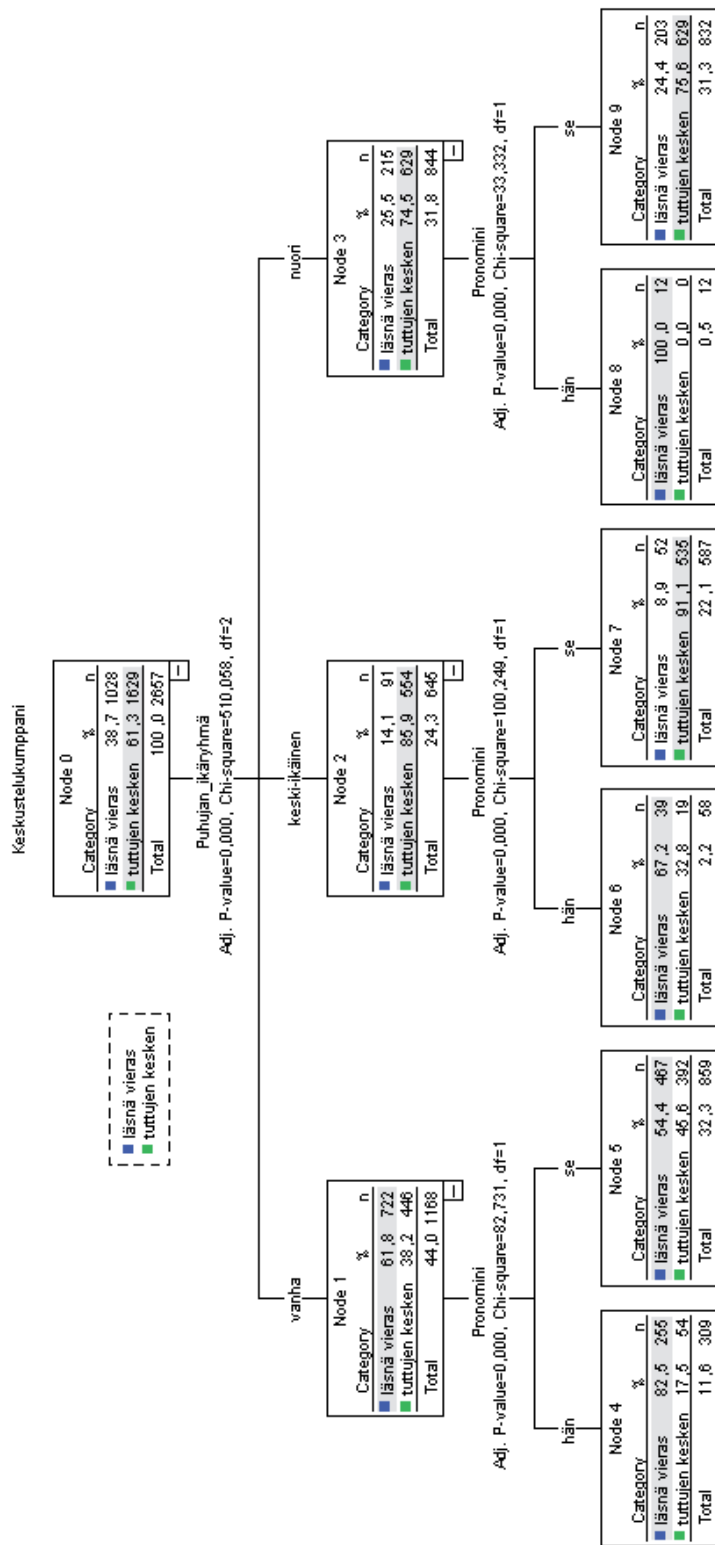 Keskustelukumppani
läsnä vieras
tuttujen kesken
Node 0
Category % n
läsnä vieras 38,7 1028
tuttujen kesken 61,3 1629
Total 100,0 2657
Puhujan_ikäryhmä
Adj. P-value=0,000, Chi-square=510,058, df=2
vanha
keski-ikäinen
nuori
Node 1
Category % n
läsnä vieras 61,8 722
tuttujen kesken 38,2 446
Total 44,0 1168
Node 2
Category % n
läsnä vieras 14,1 91
tuttujen kesken 85,9 554
Total 24,3 645
Node 3
Category % n
läsnä vieras 25,5 215
tuttujen kesken 74,5 629
Total 31,8 844
Pronomini
Adj. P-value=0,000, Chi-square=82,731, df=1
Pronomini
Adj. P-value=0,000, Chi-square=100,249, df=1
Pronomini
Adj. P-value=0,000, Chi-square=33,332, df=1
hän
se
hän
se
hän
se
Node 4
Category % n
läsnä vieras 82,5 255
tuttujen kesken 17,5 54
Total 11,6 309
Node 5
Category % n
läsnä vieras 54,4 467
tuttujen kesken 45,6 392
Total 32,3 859
Node 6
Category % n
läsnä vieras 67,2 39
tuttujen kesken 32,8 19
Total 2,2 58
Node 7
Category % n
läsnä vieras 8,9 52
tuttujen kesken 91,1 535
Total 22,1 587
Node 8
Category % n
läsnä vieras 100,0 12
tuttujen kesken 0,0 0
Total 0,5 12
Node 9
Category % n
läsnä vieras 24,4 203
tuttujen kesken 75,6 629
Total 31,3 832